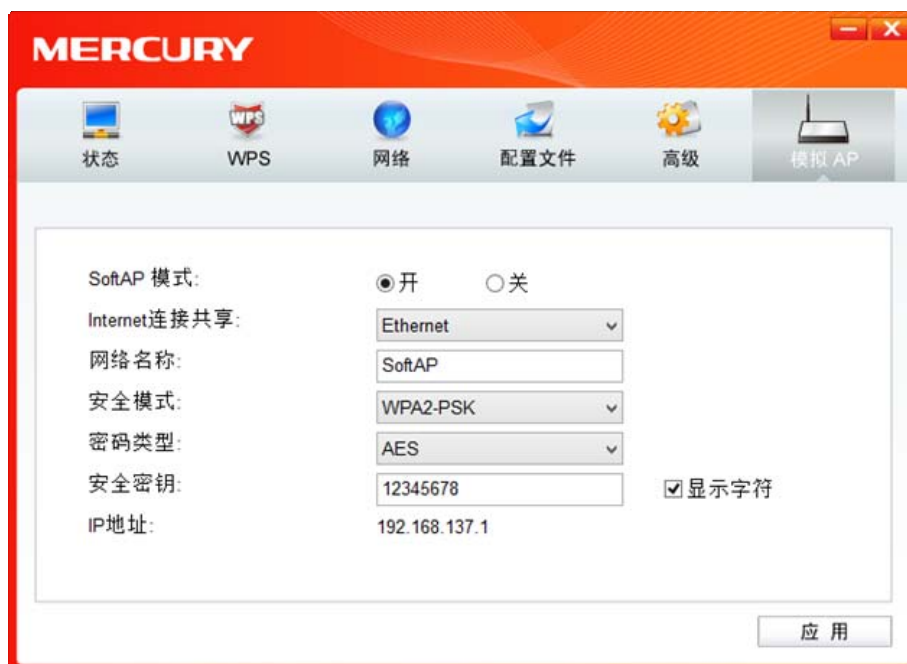 MERCURY
状态 WPS 网络 配置文件 高级 模拟 AP
SoftAP 模式: 开 关
Internet连接共享: Ethernet
网络名称: SoftAP
安全模式: WPA2-PSK
密码类型: AES
安全密钥: 12345678 显示字符
IP地址: 192.168.137.1
应 用